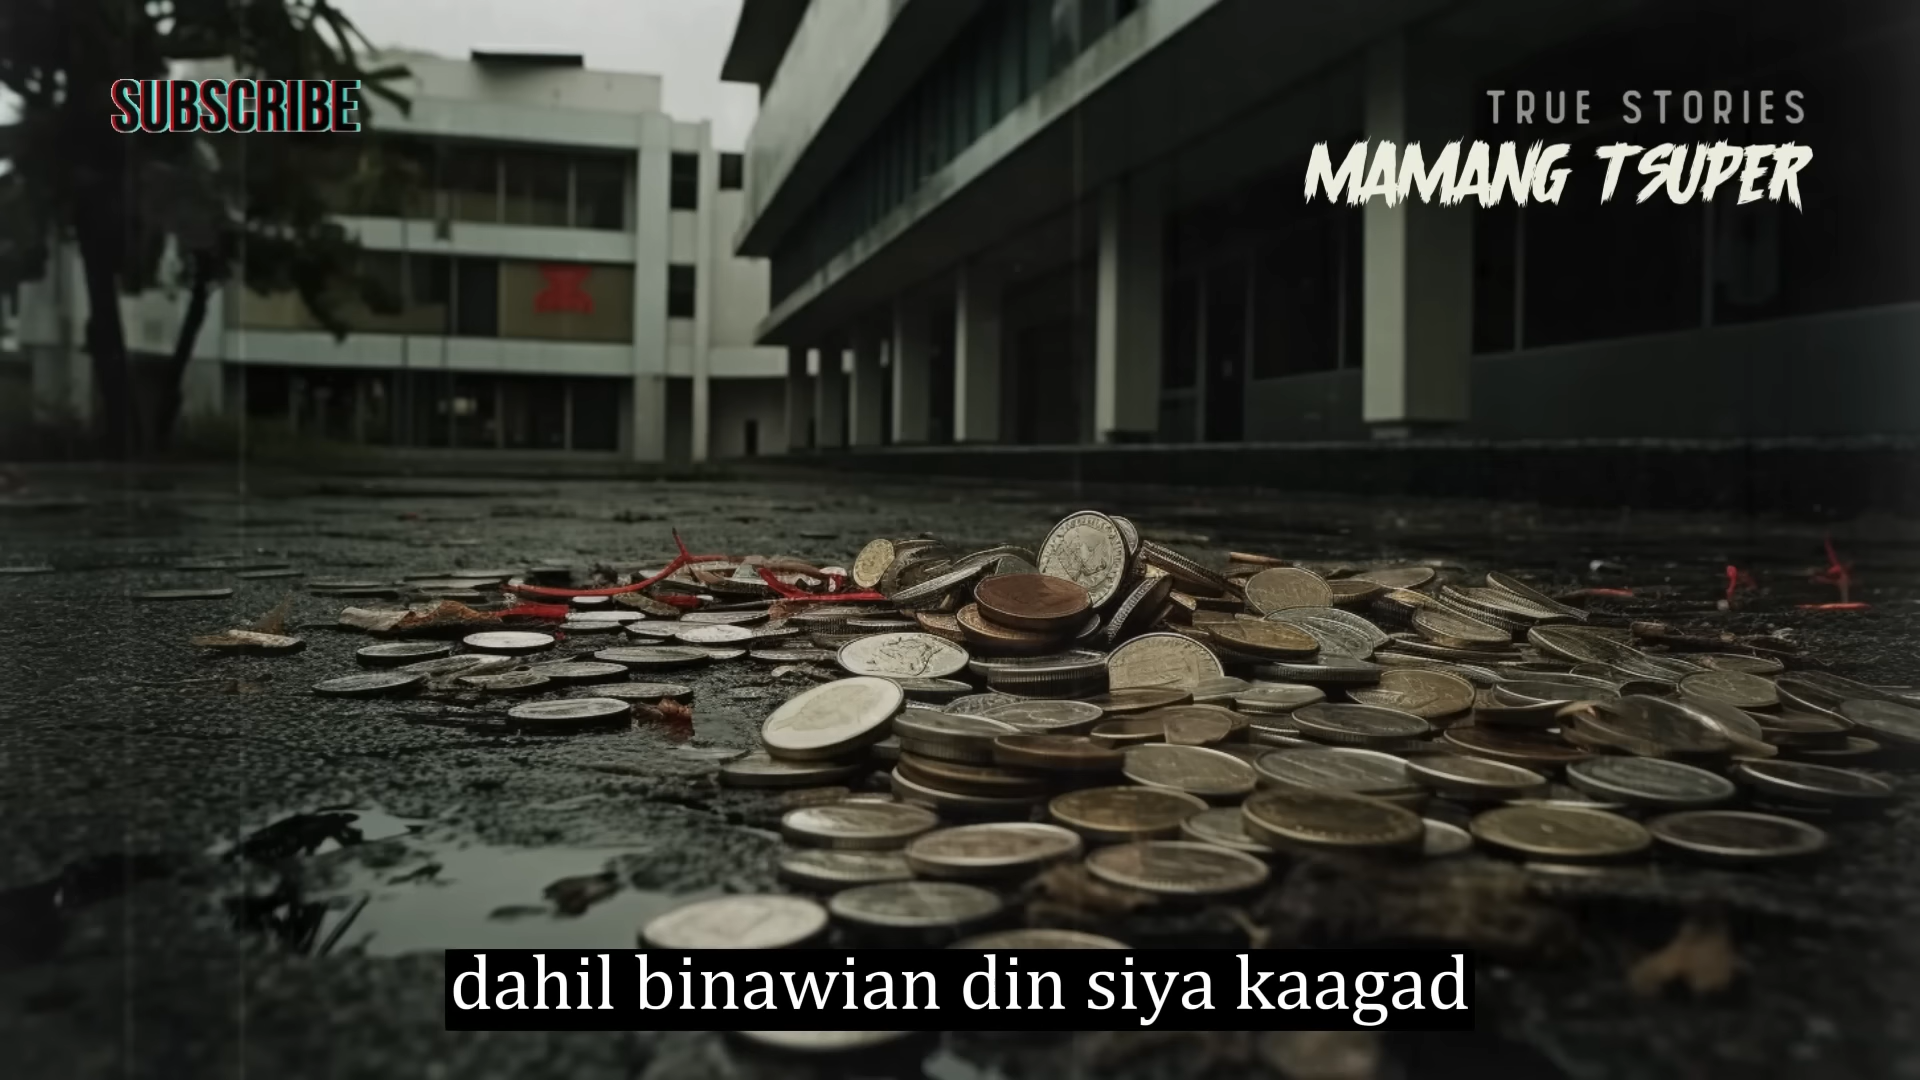 SUBSCRIBE
TRUE STORIES
MAMANG TSUPER
dahil binawian din siya kaagad